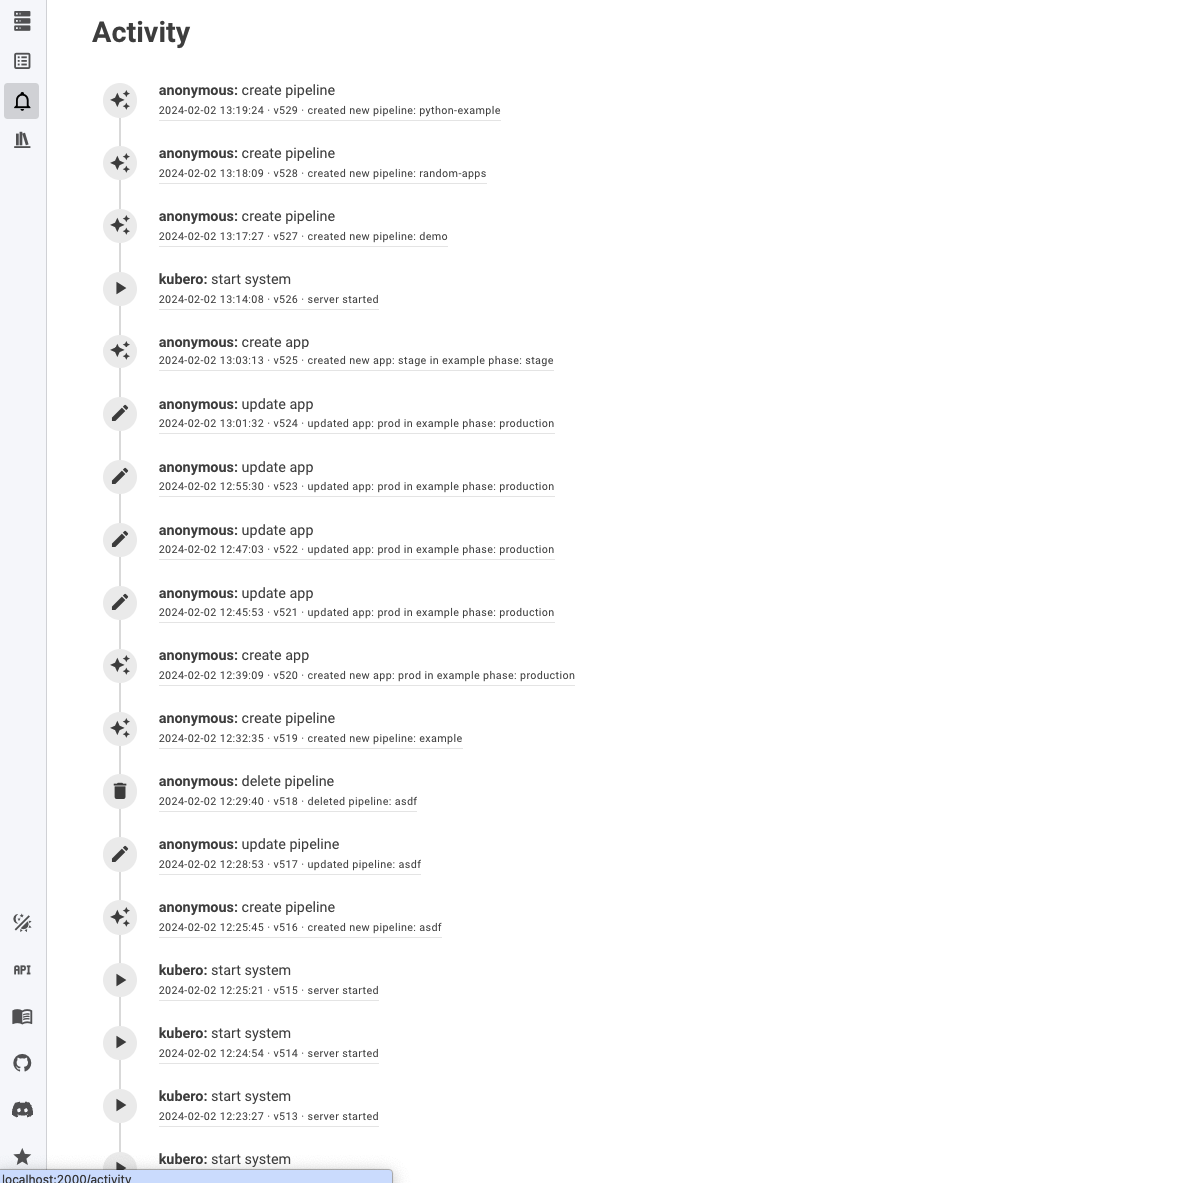 Activity
anonymous: create pipeline
2024-02-02 13:19:24 · v529 · created new pipeline: python-example
anonymous: create pipeline
2024-02-02 13:18:09 · v528 · created new pipeline: random-apps
anonymous: create pipeline
2024-02-02 13:17:27 · v527 · created new pipeline: demo
kubero: start system
2024-02-02 13:14:08 · v526 · server started
anonymous: create app
2024-02-02 13:03:13 · v525 · created new app: stage in example phase: stage
anonymous: update app
2024-02-02 13:01:32 · v524 · updated app: prod in example phase: production
anonymous: update app
2024-02-02 12:55:30 · v523 · updated app: prod in example phase: production
anonymous: update app
2024-02-02 12:47:03 · v522 · updated app: prod in example phase: production
anonymous: update app
2024-02-02 12:45:53 · v521 · updated app: prod in example phase: production
anonymous: create app
2024-02-02 12:39:09 · v520 · created new app: prod in example phase: production
anonymous: create pipeline
2024-02-02 12:32:35 · v519 · created new pipeline: example
anonymous: delete pipeline
2024-02-02 12:29:40 · v518 · deleted pipeline: asdf
anonymous: update pipeline
2024-02-02 12:28:53 · v517 · updated pipeline: asdf
anonymous: create pipeline
2024-02-02 12:25:45 · v516 · created new pipeline: asdf
kubero: start system
2024-02-02 12:25:21 · v515 · server started
API
kubero: start system
2024-02-02 12:24:54 · v514 · server started
kubero: start system
2024-02-02 12:23:27 · v513 · server started
kubero: start system
localhost:2000/activity